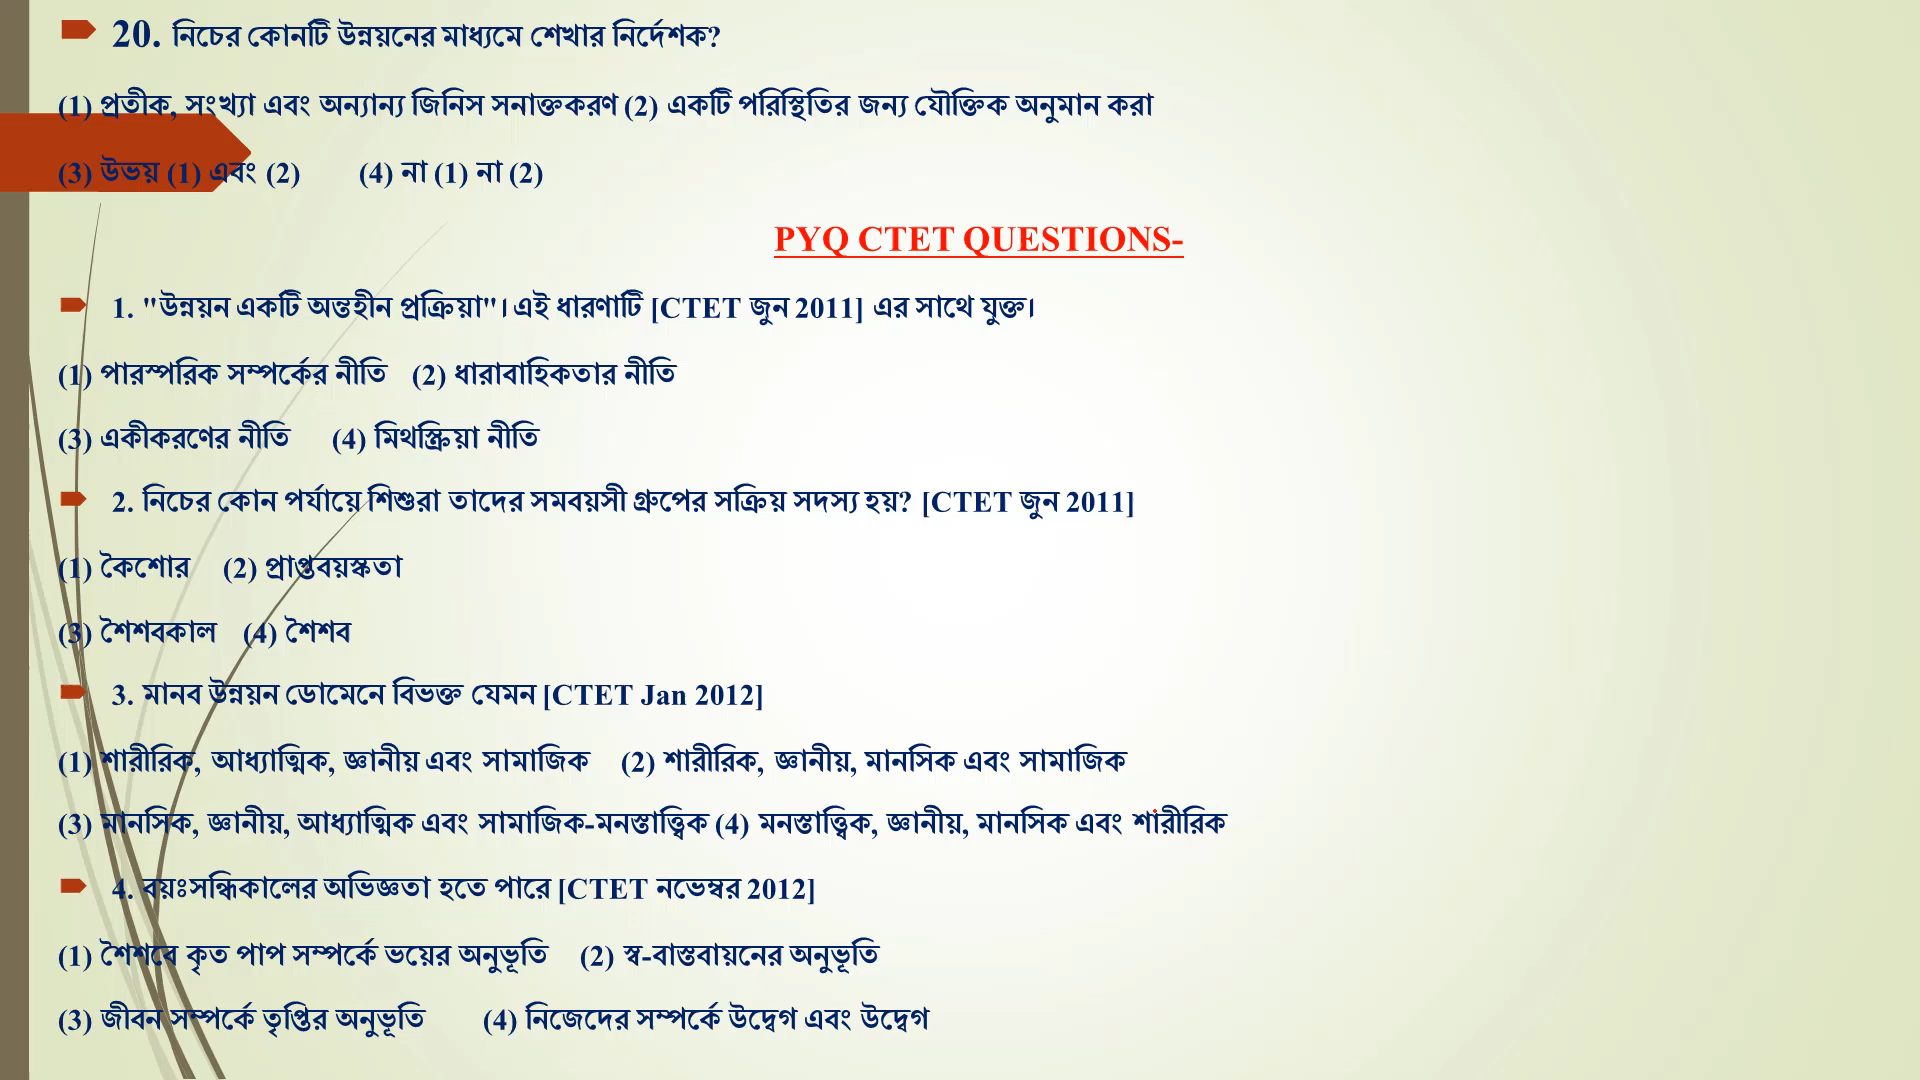 20. নিচের কোনটি উন্নয়নের মাধ্যমে শেখার নির্দেশক?
(1) প্রতীক, সংখ্যা এবং অন্যান্য জিনিস সনাক্তকরণ (2) একটি পরিস্থিতির জন্য যৌক্তিক অনুমান করা
(3) উভয় (1) এবং (2) (4) না (1) না (2)
PYQ CTET QUESTIONS-
1. "উন্নয়ন একটি অন্তহীন প্রক্রিয়া"। এই ধারণাটি [CTET জুন 2011] এর সাথে যুক্ত।
(1) পারস্পরিক সম্পর্কের নীতি (2) ধারাবাহিকতার নীতি
(3) একীকরণের নীতি (4) মিথস্ক্রিয়া নীতি
2. নিচের কোন পর্যায়ে শিশুরা তাদের সমবয়সী গ্রুপের সক্রিয় সদস্য হয়? [CTET জুন 2011]
(1) কৈশোর (2) প্রাপ্তবয়স্কতা
(3) শৈশবকাল (4) শৈশব
3. মানব উন্নয়ন ডোমেনে বিভক্ত যেমন [CTET Jan 2012]
(1) শারীরিক, আধ্যাত্মিক, জ্ঞানীয় এবং সামাজিক (2) শারীরিক, জ্ঞানীয়, মানসিক এবং সামাজিক
(3) মানসিক, জ্ঞানীয়, আধ্যাত্মিক এবং সামাজিক-মনস্তাত্ত্বিক (4) মনস্তাত্ত্বিক, জ্ঞানীয়, মানসিক এবং শারীরিক
4. বয়ঃসন্ধিকালের অভিজ্ঞতা হতে পারে [CTET নভেম্বর 2012]
(1) শৈশবে কৃত পাপ সম্পর্কে ভয়ের অনুভূতি (2) স্ব-বাস্তবায়নের অনুভূতি
(3) জীবন সম্পর্কে তৃপ্তির অনুভূতি (4) নিজেদের সম্পর্কে উদ্বেগ এবং উদ্বেগ